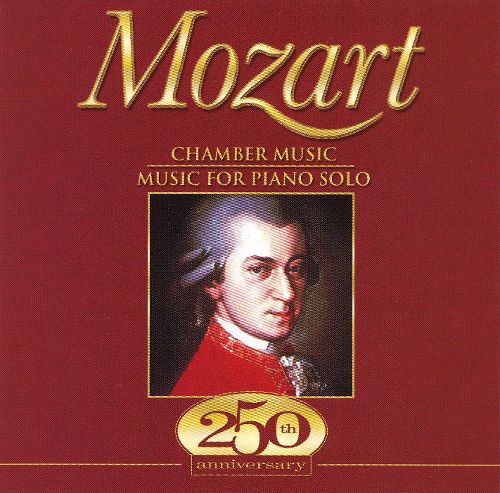 Mozart
CHAMBER MUSIC
MUSIC FOR PIANO SOLO
250th
anniversary